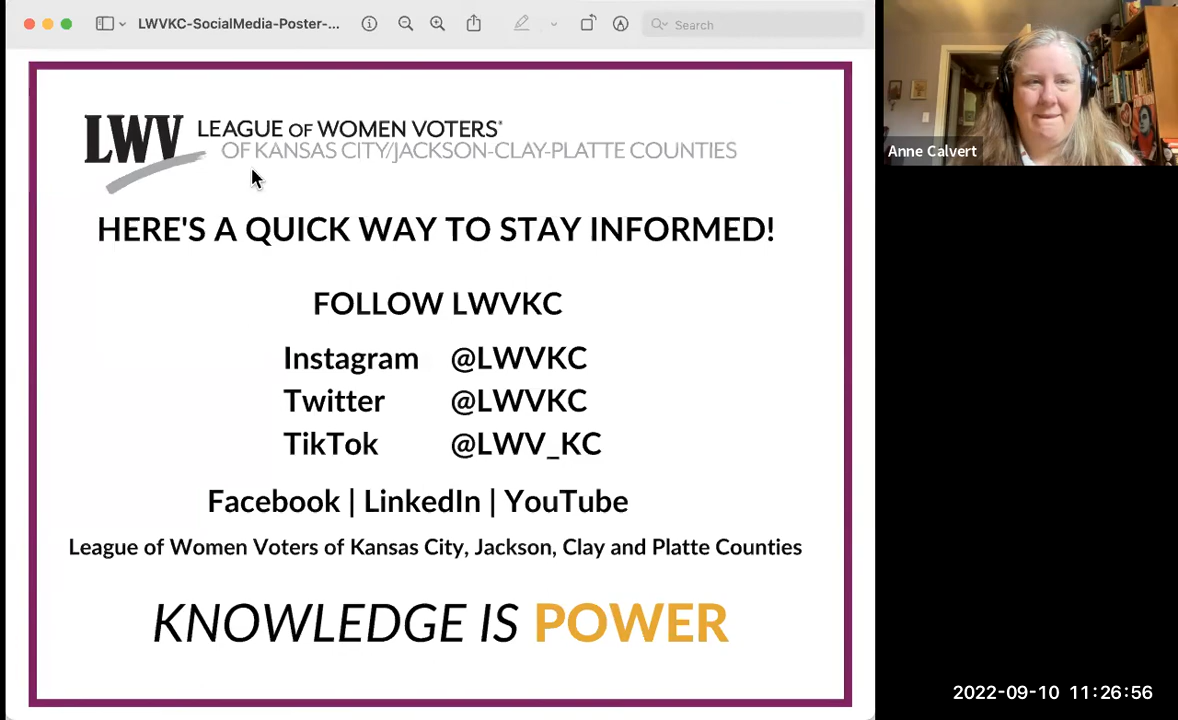 LWVKC-SocialMedia-Poster-...
Search
LWV LEAGUE OF WOMEN VOTERS®
OF KANSAS CITY/JACKSON-CLAY-PLATTE COUNTIES
HERE'S A QUICK WAY TO STAY INFORMED!
FOLLOW LWVKC
Instagram @LWVKC
Twitter @LWVKC
TikTok @LWV_KC
Facebook | LinkedIn | YouTube
League of Women Voters of Kansas City, Jackson, Clay and Platte Counties
KNOWLEDGE IS POWER
Anne Calvert
2022-09-10 11:26:56